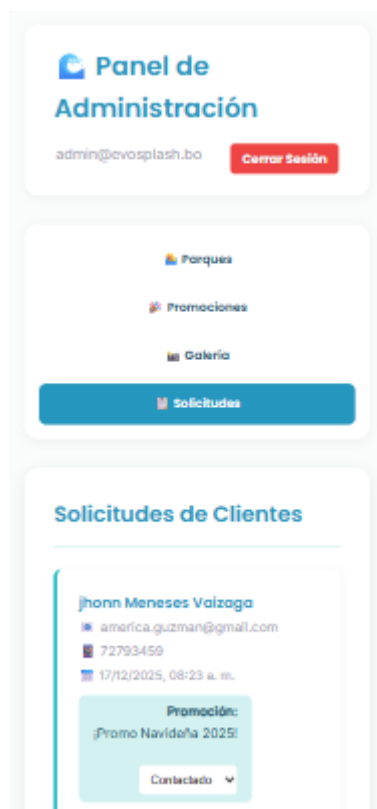 Panel de
Administración
admin@evosplash.bo
Cerrar Sesión
Parques
Promociones
Galería
Solicitudes
Solicitudes de Clientes
jhonn Meneses Vaizaga
america.guzman@gmail.com
72793459
17/12/2025, 08:23 a. m.
Promoción:
¡Promo Navideña 2025!
Contactado